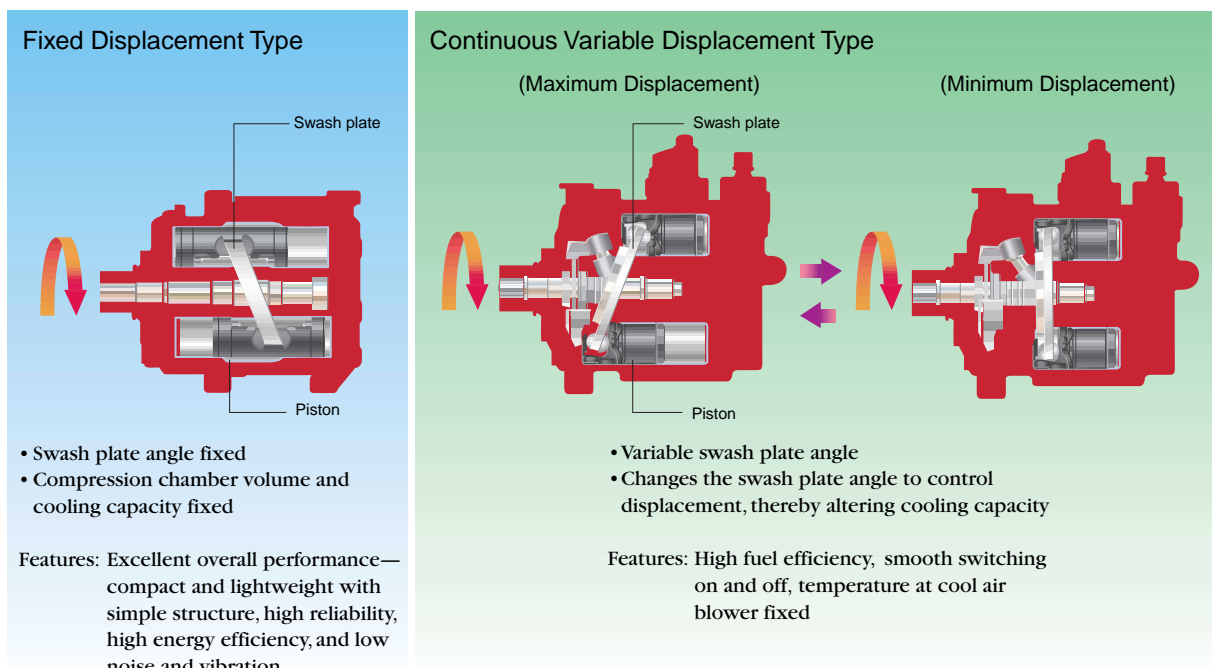 Fixed Displacement Type
Swash plate
Piston
• Swash plate angle fixed
• Compression chamber volume and
cooling capacity fixed
Features: Excellent overall performance—
compact and lightweight with
simple structure, high reliability,
high energy efficiency, and low
noise and vibration
Continuous Variable Displacement Type
(Maximum Displacement)
(Minimum Displacement)
Swash plate
Piston
• Variable swash plate angle
• Changes the swash plate angle to control
displacement, thereby altering cooling capacity
Features: High fuel efficiency, smooth switching
on and off, temperature at cool air
blower fixed